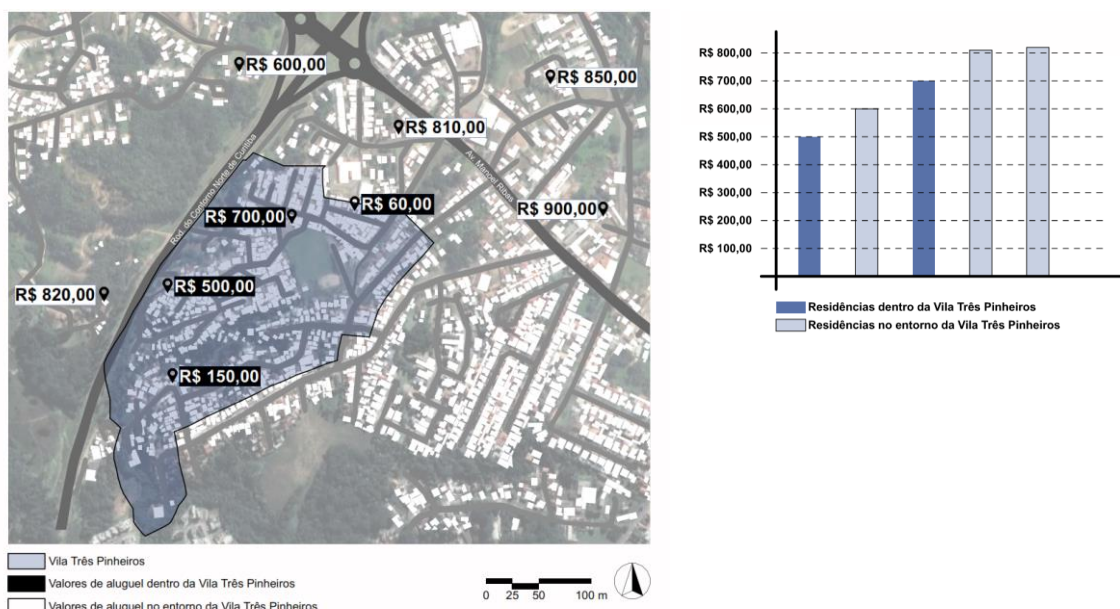 R$ 600,00
R$ 850,00
R$ 810,00
Rod. do Contorno Norte de Curitiba
Av. Manoel Ribas
R$ 60,00
R$ 700,00
R$ 900,00
R$ 500,00
R$ 820,00
R$ 150,00
Vila Três Pinheiros
Valores de aluguel dentro da Vila Três Pinheiros
Valores de aluguel no entorno da Vila Três Pinheiros
0 25 50 100 m
R$ 800,00
R$ 700,00
R$ 600,00
R$ 500,00
R$ 400,00
R$ 300,00
R$ 200,00
R$ 100,00
Residências dentro da Vila Três Pinheiros
Residências no entorno da Vila Três Pinheiros